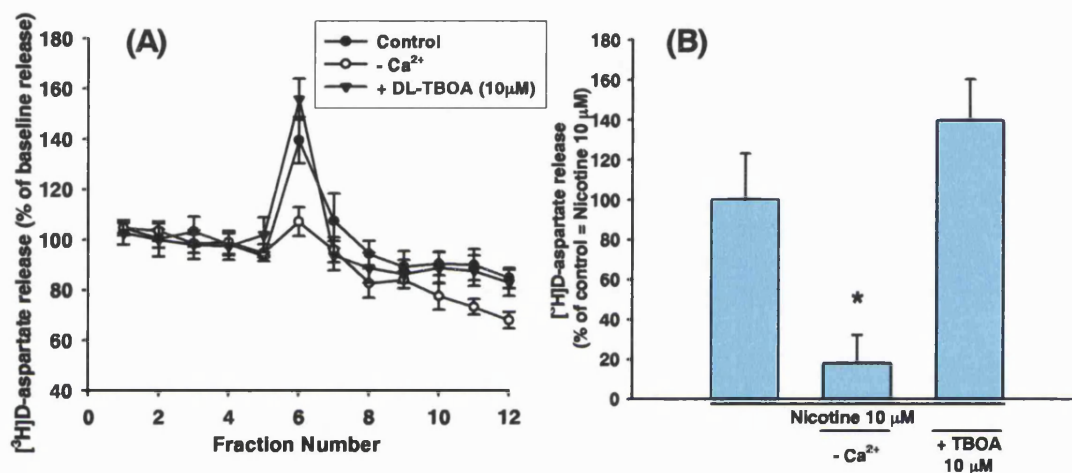 (A)
Control
- Ca²⁺
+ DL-TBOA (10μM)
[³H]D-aspartate release (% of baseline release)
180
160
140
120
100
80
60
40
0 2 4 6 8 10 12
Fraction Number
(B)
[³H]D-aspartate release
(% of control = Nicotine 10 μM)
180
160
140
120
100
80
60
40
20
0
*
Nicotine 10 μM
- Ca²⁺
+ TBOA
10 μM